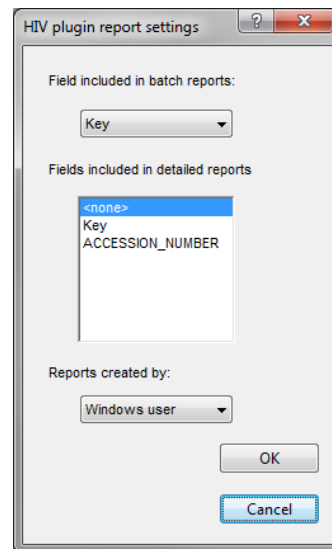 HIV plugin report settings
Field included in batch reports:
Key
Fields included in detailed reports
<none>
Key
ACCESSION_NUMBER
Reports created by:
Windows user
OK
Cancel